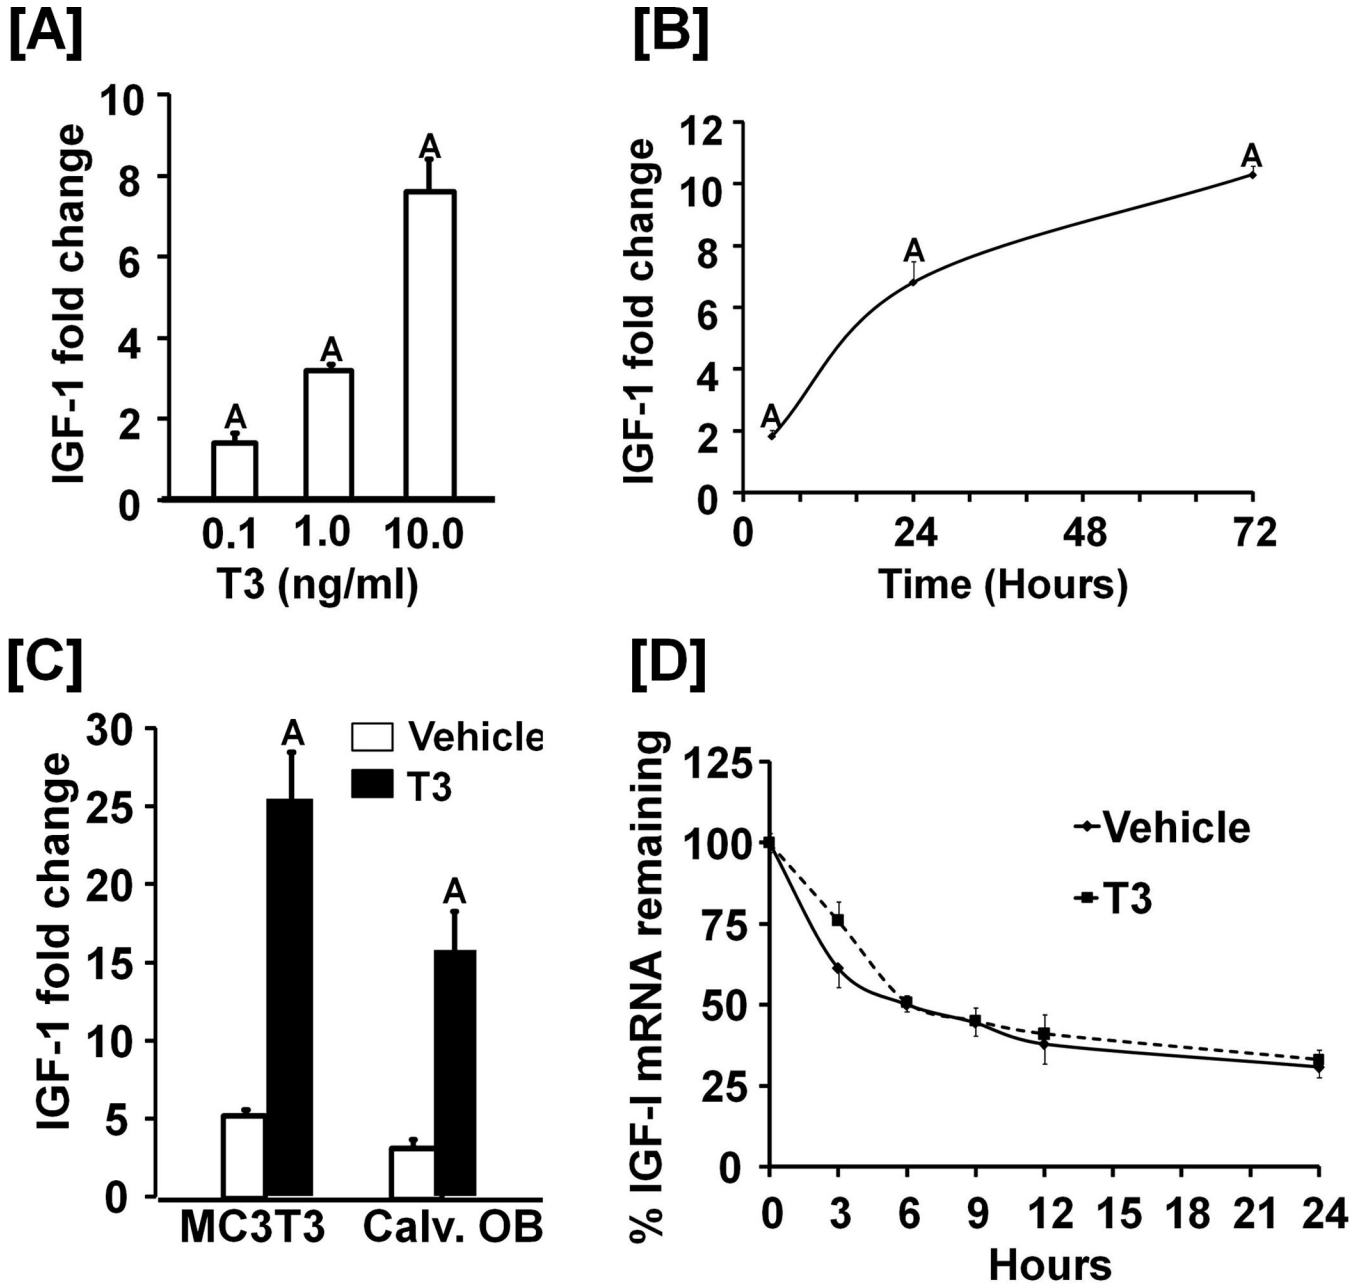 [A]
IGF-1 fold change
10
8
6
4
2
0
A
A
A
0.1 1.0 10.0
T3 (ng/ml)
[B]
IGF-1 fold change
12
10
8
6
4
2
0
A
A
A
0 24 48 72
Time (Hours)
[C]
IGF-1 fold change
30
25
20
15
10
5
0
A
A
Vehicle
T3
MC3T3 Calv. OB
[D]
% IGF-I mRNA remaining
125
100
75
50
25
0
Vehicle
T3
0 3 6 9 12 15 18 21 24
Hours